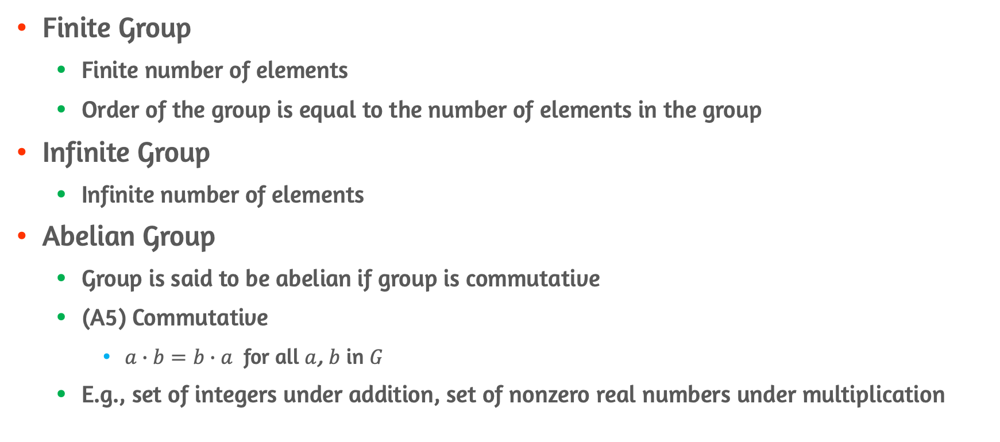 • Finite Group
• Finite number of elements
• Order of the group is equal to the number of elements in the group
• Infinite Group
• Infinite number of elements
• Abelian Group
• Group is said to be abelian if group is commutative
• (A5) Commutative
• a · b = b · a for all a, b in G
• E.g., set of integers under addition, set of nonzero real numbers under multiplication